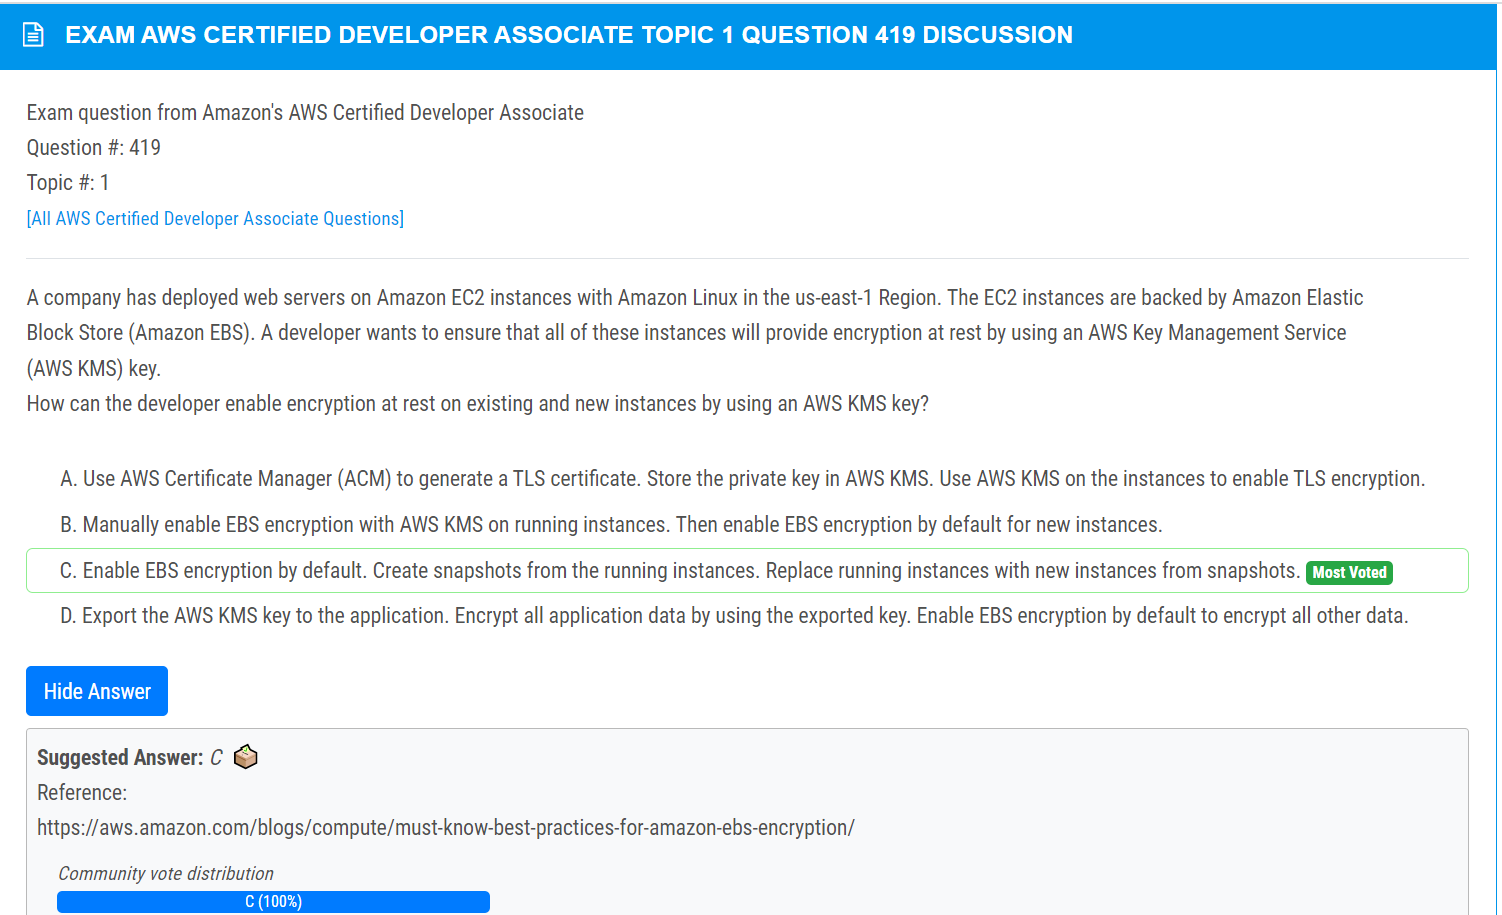 EXAM AWS CERTIFIED DEVELOPER ASSOCIATE TOPIC 1 QUESTION 419 DISCUSSION
Exam question from Amazon's AWS Certified Developer Associate
Question #: 419
Topic #: 1
[All AWS Certified Developer Associate Questions]
A company has deployed web servers on Amazon EC2 instances with Amazon Linux in the us-east-1 Region. The EC2 instances are backed by Amazon Elastic
Block Store (Amazon EBS). A developer wants to ensure that all of these instances will provide encryption at rest by using an AWS Key Management Service
(AWS KMS) key.
How can the developer enable encryption at rest on existing and new instances by using an AWS KMS key?
A. Use AWS Certificate Manager (ACM) to generate a TLS certificate. Store the private key in AWS KMS. Use AWS KMS on the instances to enable TLS encryption.
B. Manually enable EBS encryption with AWS KMS on running instances. Then enable EBS encryption by default for new instances.
C. Enable EBS encryption by default. Create snapshots from the running instances. Replace running instances with new instances from snapshots. Most Voted
D. Export the AWS KMS key to the application. Encrypt all application data by using the exported key. Enable EBS encryption by default to encrypt all other data.
Hide Answer
Suggested Answer: C
Reference:
https://aws.amazon.com/blogs/compute/must-know-best-practices-for-amazon-ebs-encryption/
Community vote distribution
C (100%)